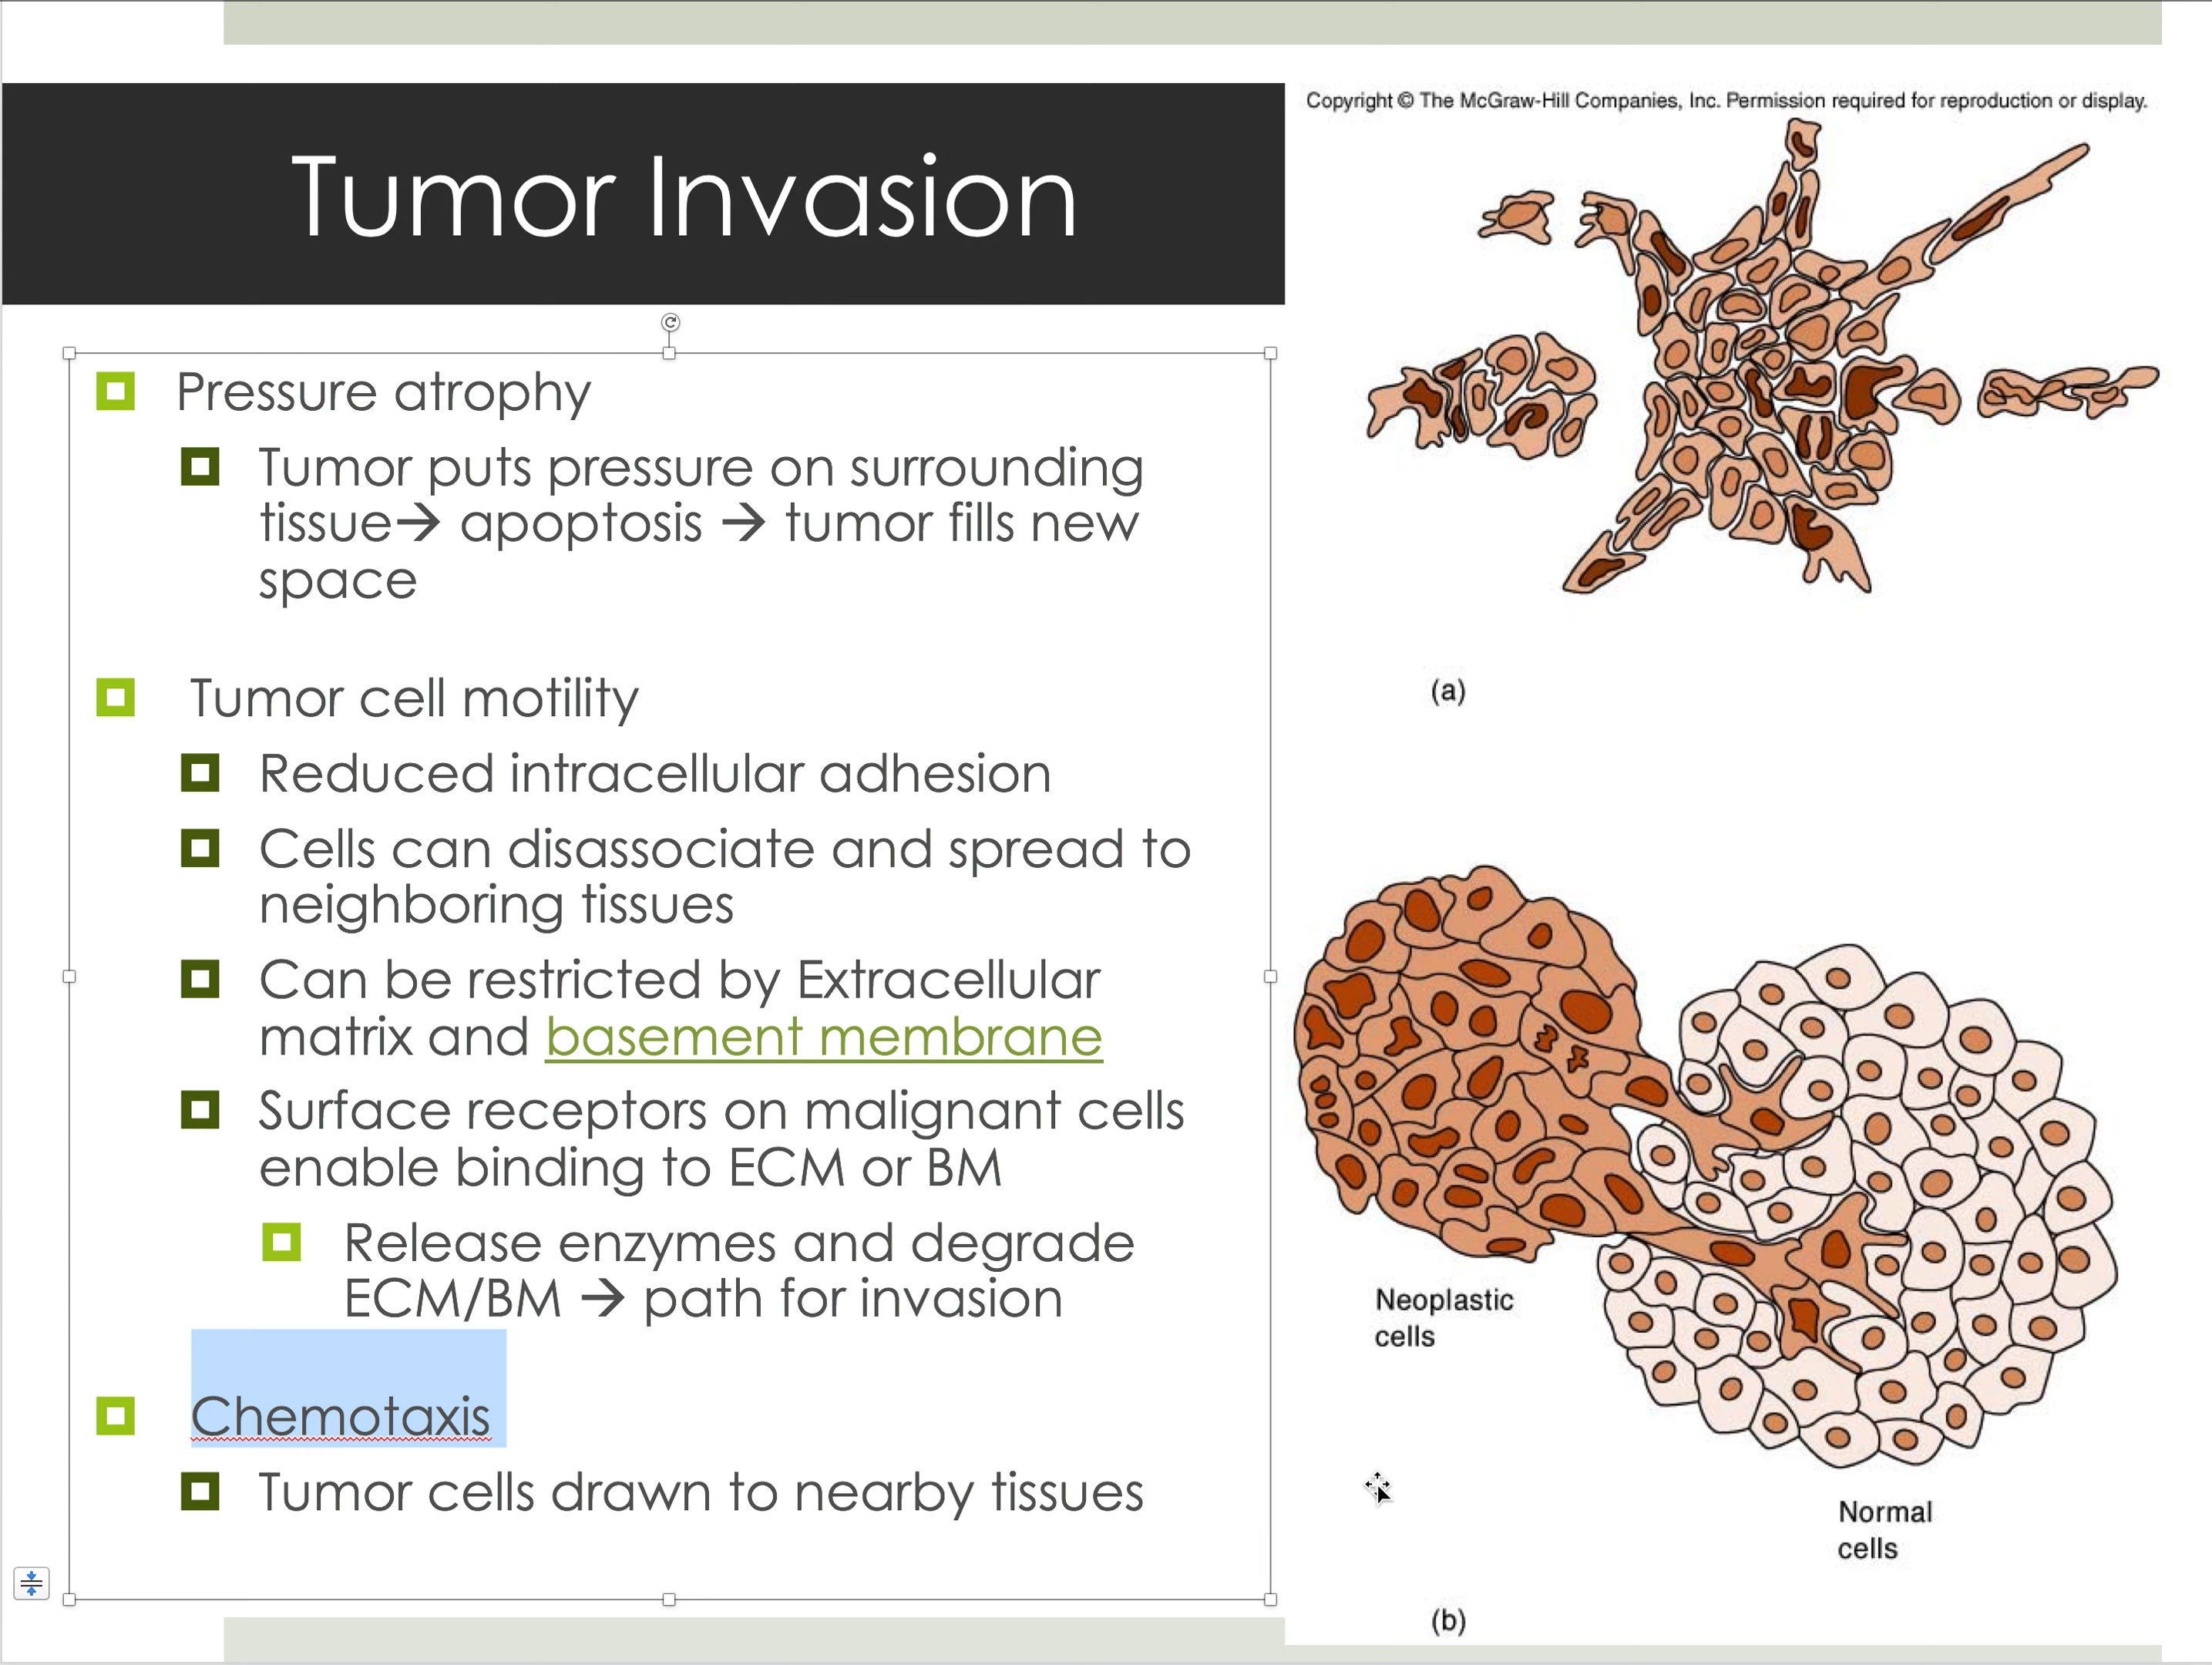 Copyright © The McGraw-Hill Companies, Inc. Permission required for reproduction or display.
Tumor Invasion
Pressure atrophy
Tumor puts pressure on surrounding
tissue→ apoptosis → tumor fills new
space
Tumor cell motility
Reduced intracellular adhesion
Cells can disassociate and spread to
neighboring tissues
Can be restricted by Extracellular
matrix and basement membrane
Surface receptors on malignant cells
enable binding to ECM or BM
Release enzymes and degrade
ECM/BM → path for invasion
Chemotaxis
Tumor cells drawn to nearby tissues
(a)
Neoplastic
cells
Normal
cells
(b)